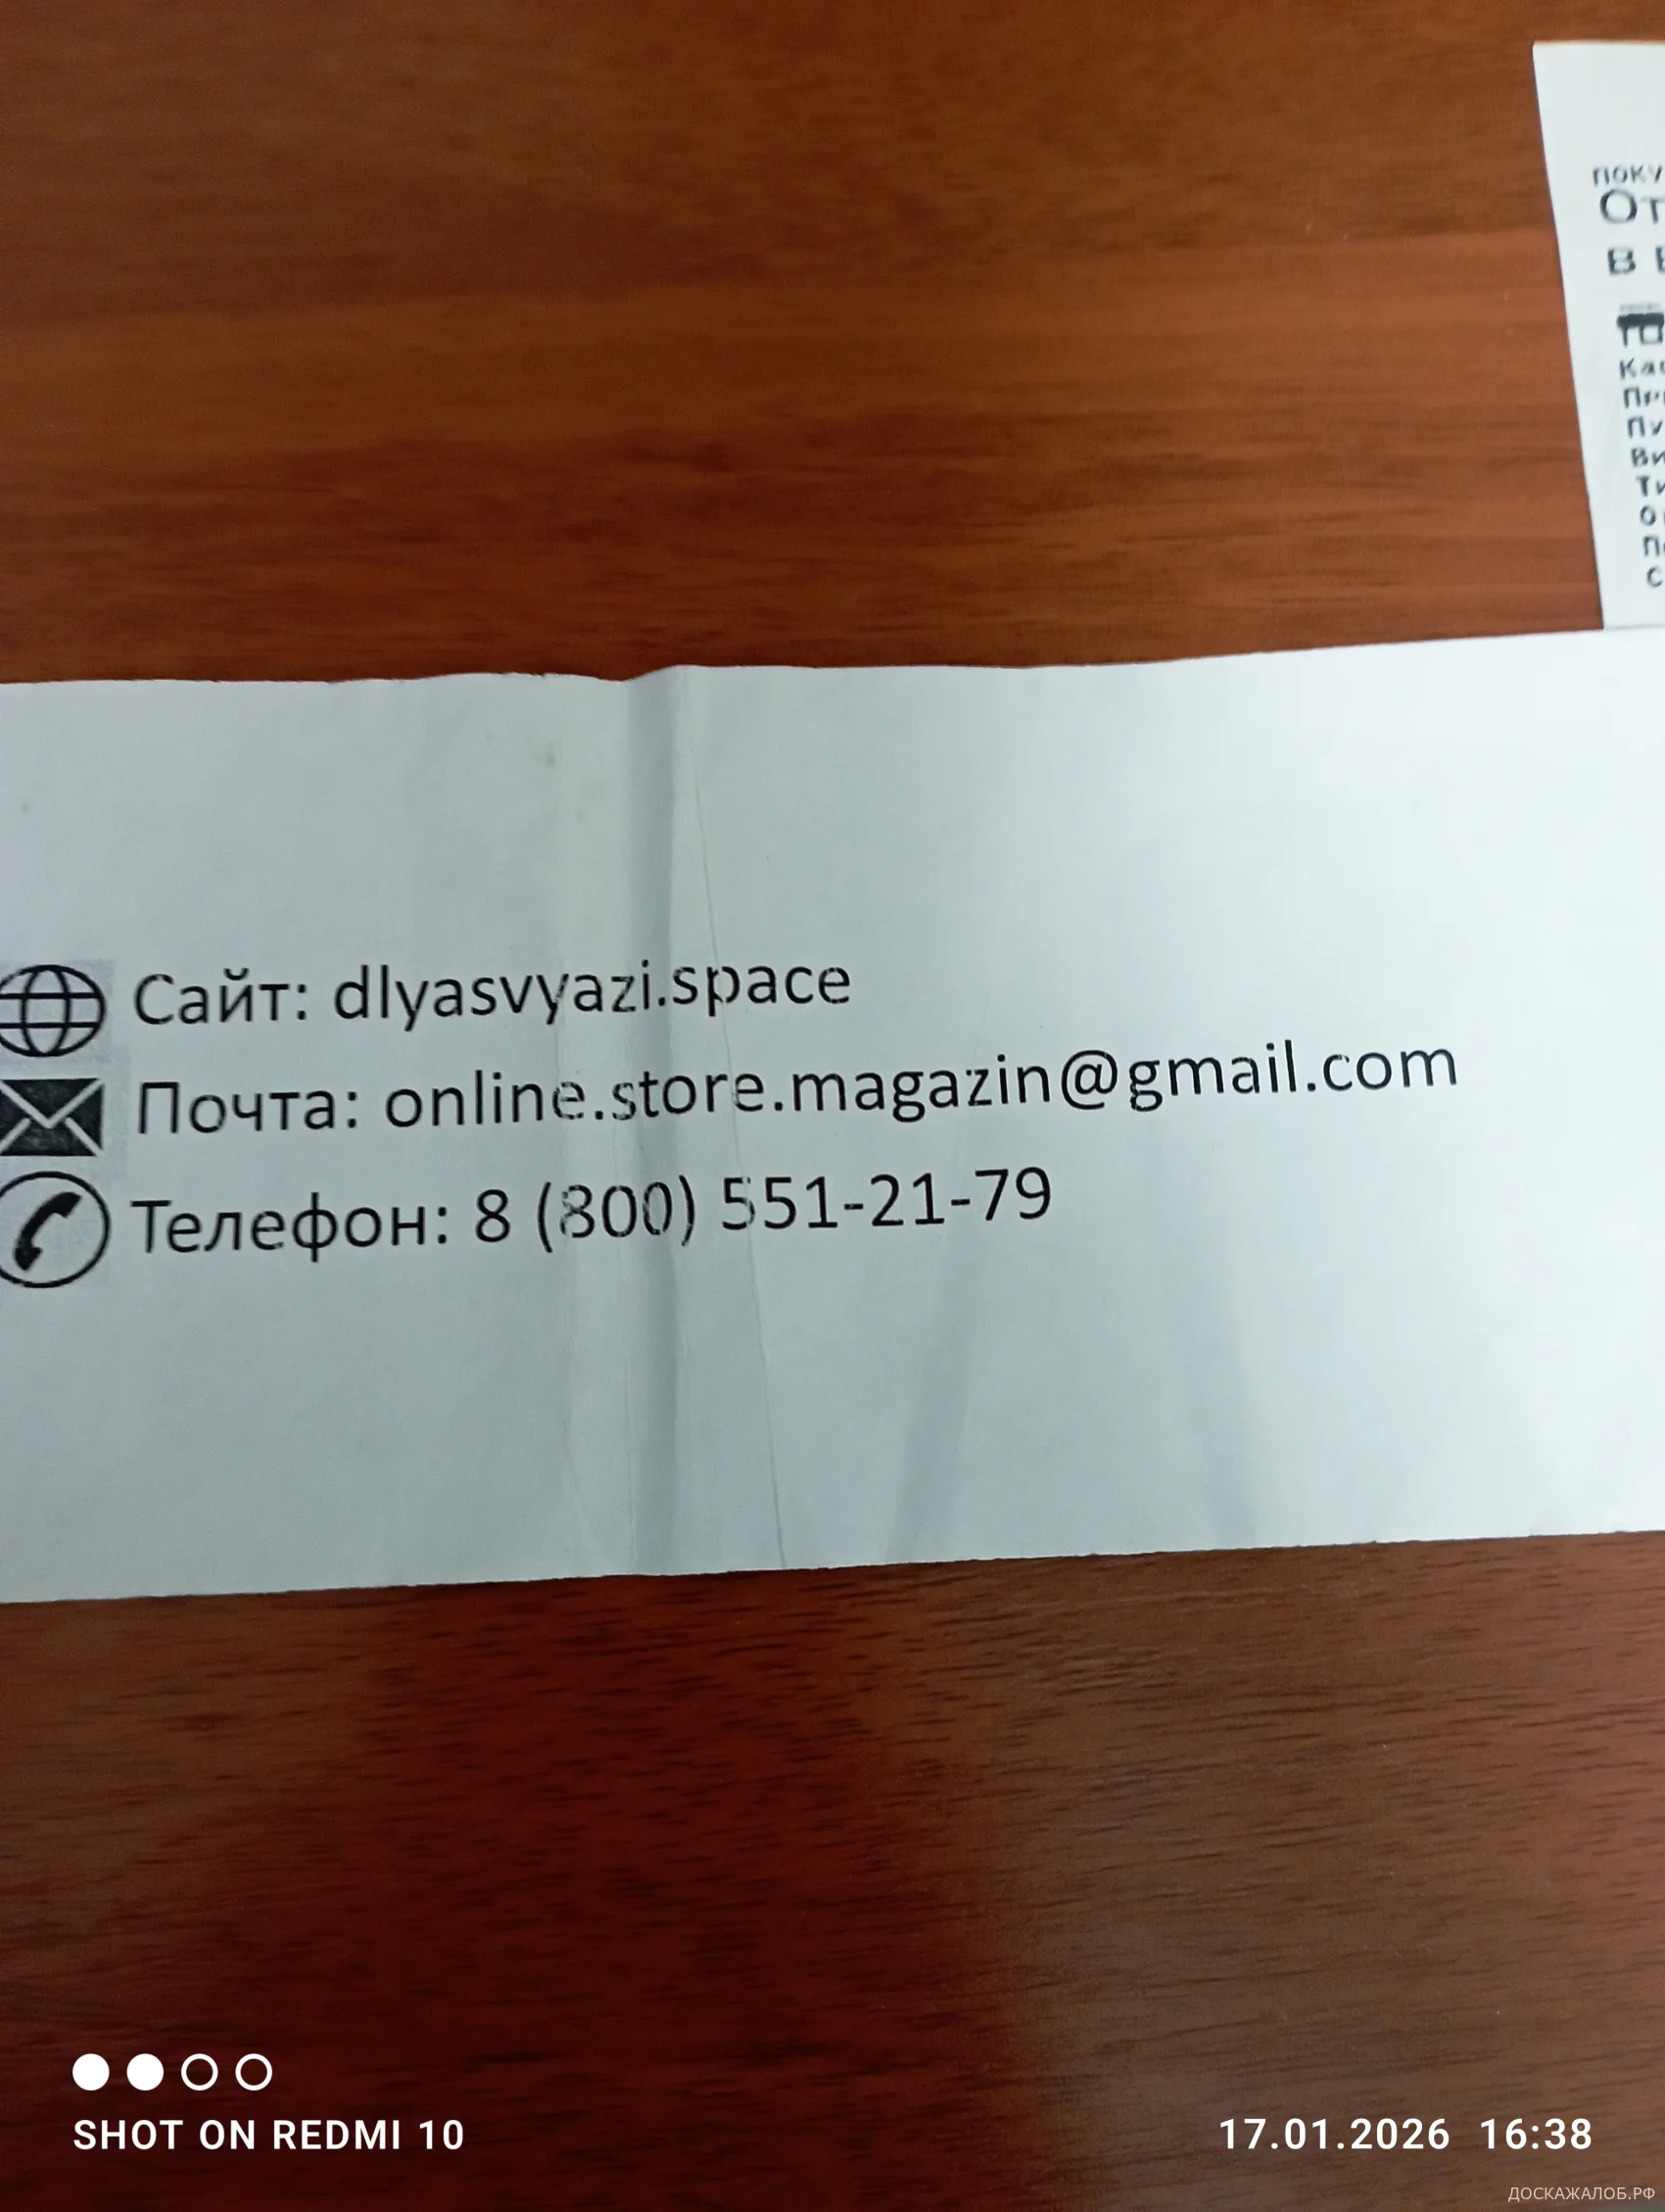 Сайт: dlyasvyazi.space
Почта: online.store.magazin@gmail.com
Телефон: 8 (800) 551-21-79
SHOT ON REDMI 10
17.01.2026 16:38
ДОСКАЖАЛОБ.РФ